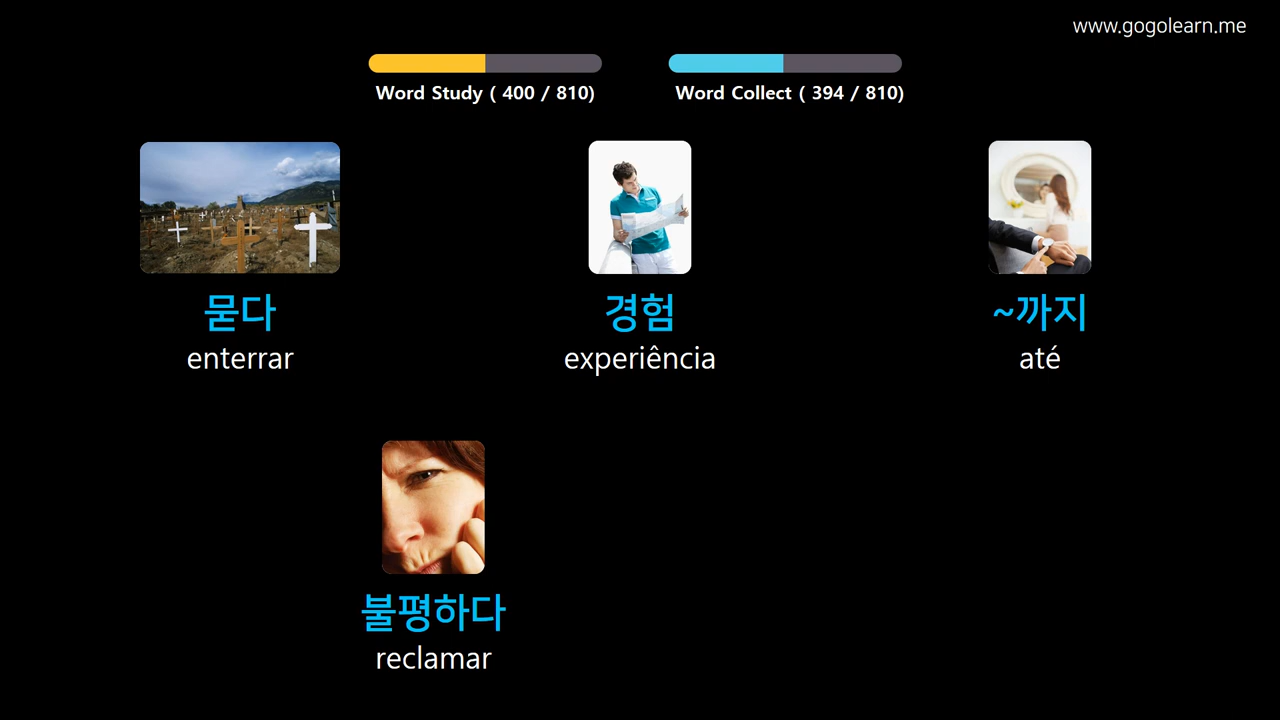 www.gogolearn.me
Word Study ( 400 / 810)
Word Collect ( 394 / 810)
묻다
enterrar
경험
experiência
~까지
até
불평하다
reclamar